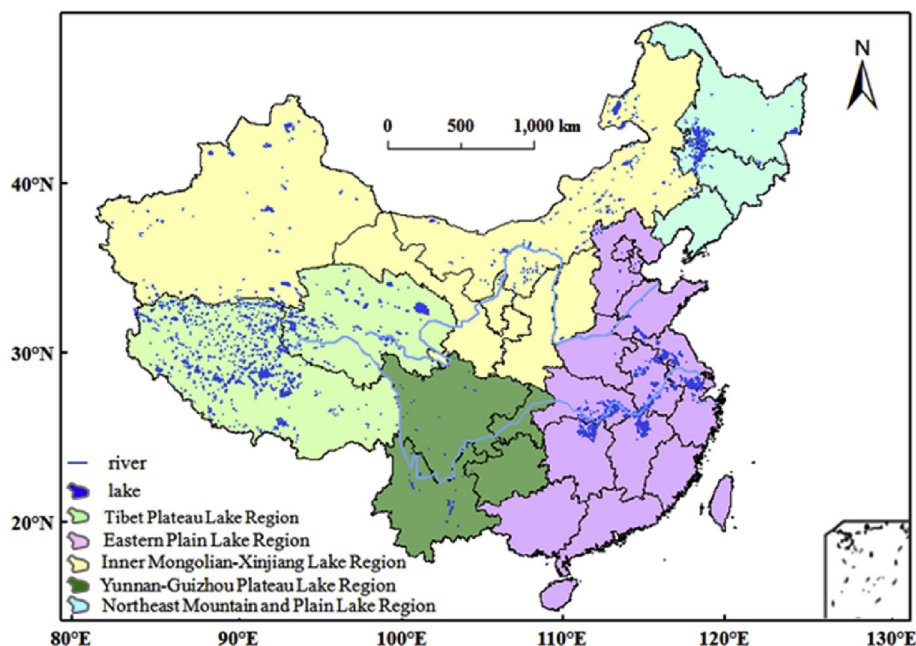 N
0 500 1,000 km
40°N
30°N
20°N
river
lake
Tibet Plateau Lake Region
Eastern Plain Lake Region
Inner Mongolian-Xinjiang Lake Region
Yunnan-Guizhou Plateau Lake Region
Northeast Mountain and Plain Lake Region
80°E 90°E 100°E 110°E 120°E 130°E